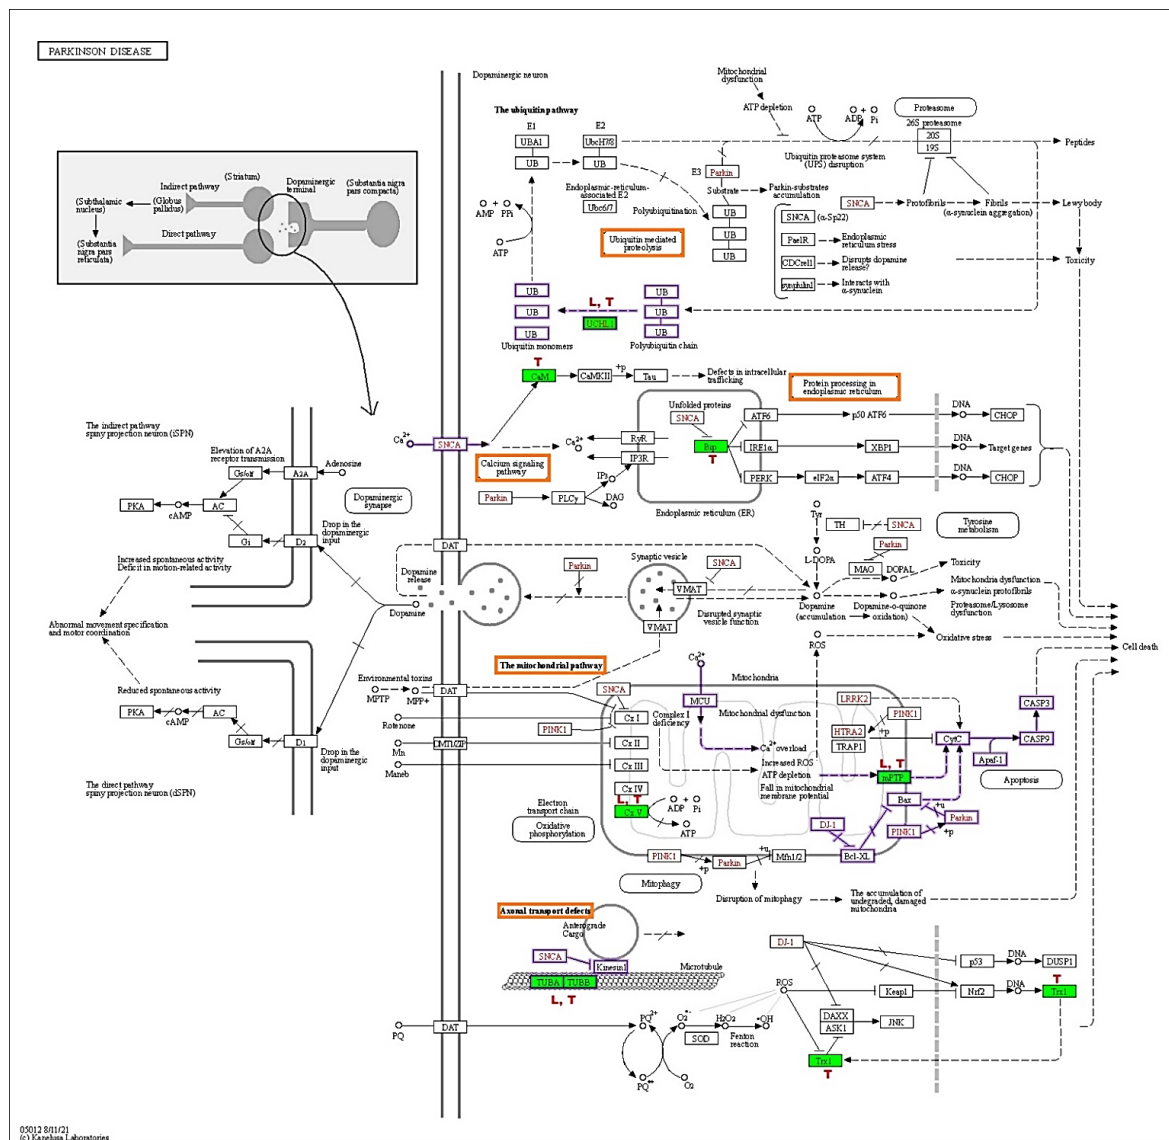 PARKINSON DISEASE
Dopaminergic neuron
Mitochondrial
dysfunction
ATP depletion
ATP
ADP + Pi
Proteasome
26S proteasome
20S
19S
Peptides
The ubiquitin pathway
E1
E2
UBA1
UbcH7/8
UB
UB
Ubiquitin proteasome system
(UPS) disruption
E3
Parkin
Substrate
Parkin-substrates
accumulation
Endoplasmic-reticulum-
associated E2
Ubc6/7
Polyubiquitination
UB
UB
UB
SNCA
(α-Sp22)
PaelR
Endoplasmic
reticulum stress
CDCrel1
Disrupts dopamine
release?
synphilin1
Interacts with
α-synuclein
SNCA
Protofibrils
Fibrils
(α-synuclein aggregation)
Lewy body
Toxicity
AMP + PPi
ATP
Ubiquitin mediated
proteolysis
UB
UB
UB
Ubiquitin monomers
L, T
UCHL1
UB
UB
UB
Polyubiquitin chain
(Striatum)
Indirect pathway
Dopaminergic
terminal
(Substantia nigra
pars compacta)
(Subthalamic
nucleus)
(Globus
pallidus)
Direct pathway
(Substantia
nigra pars
reticulata)
T
CaM
CaMKII
+p
Tau
Defects in intracellular
trafficking
Protein processing in
endoplasmic reticulum
Ca2+
SNCA
Ca2+
Calcium signaling
pathway
RyR
IP3R
IP3
Parkin
PLCγ
DAG
Unfolded proteins
SNCA
Bip
T
ATF6
p50 ATF6
DNA
CHOP
IRE1α
XBP1
DNA
Target genes
PERK
eIF2α
ATF4
DNA
CHOP
Endoplasmic reticulum (ER)
The indirect pathway
spiny projection neuron (iSPN)
Elevation of A2A
receptor transmission
Gs/olf
A2A
Adenosine
PKA
cAMP
AC
Gi
D2
Drop in the
dopaminergic
input
Dopaminergic
synapse
Increased spontaneous activity
Deficit in motion-related activity
Abnormal movement specification
and motor coordination
Reduced spontaneous activity
PKA
cAMP
AC
Gs/olf
D1
Drop in the
dopaminergic
input
The direct pathway
spiny projection neuron (dSPN)
DAT
Dopamine
release
Dopamine
Parkin
Synaptic vesicle
VMAT
SNCA
VMAT
Disrupted synaptic
vesicle function
Tyr
TH
SNCA
Tyrosine
metabolism
L-DOPA
Parkin
MAO
DOPAL
Toxicity
Dopamine
(accumulation
Dopamine-o-quinone
oxidation)
Mitochondria dysfunction
α-synuclein protofibrils
Proteasome/Lysosome
dysfunction
ROS
Oxidative stress
Cell death
The mitochondrial pathway
Environmental toxins
MPTP
MPP+
DAT
Rotenone
Mn
DMT1/ZIP
Maneb
SNCA
PINK1
Cx I
Complex I
deficiency
Cx II
Cx III
Cx IV
L, T
Cx V
ADP + Pi
ATP
Electron
transport chain
Oxidative
phosphorylation
Ca2+
MCU
Mitochondria
Mitochondrial dysfunction
Ca2+ overload
Increased ROS
ATP depletion
Fall in mitochondrial
membrane potential
LRRK2
PINK1
HTRA2
+p
TRAP1
L, T
mPTP
CytC
Apaf-1
CASP9
CASP3
Apoptosis
Bax
+u
Parkin
PINK1
+p
DJ-1
Bcl-XL
PINK1
+p
Parkin
+u
Mfn1/2
Mitophagy
Disruption of mitophagy
The accumulation of
undegraded, damaged
mitochondria
Axonal transport defects
Anterograde
Cargo
SNCA
Kinesin1
Microtubule
TUBA
TUBB
L, T
DJ-1
p53
DNA
DUSP1
ROS
Keap1
Nrf2
DNA
T
Trx1
DAXX
ASK1
JNK
Trx1
T
PQ
DAT
PQ2+
O2•-
H2O2
•OH
SOD
Fenton
reaction
PQ•+
O2
05012 8/11/21
(c) Kanehisa Laboratories